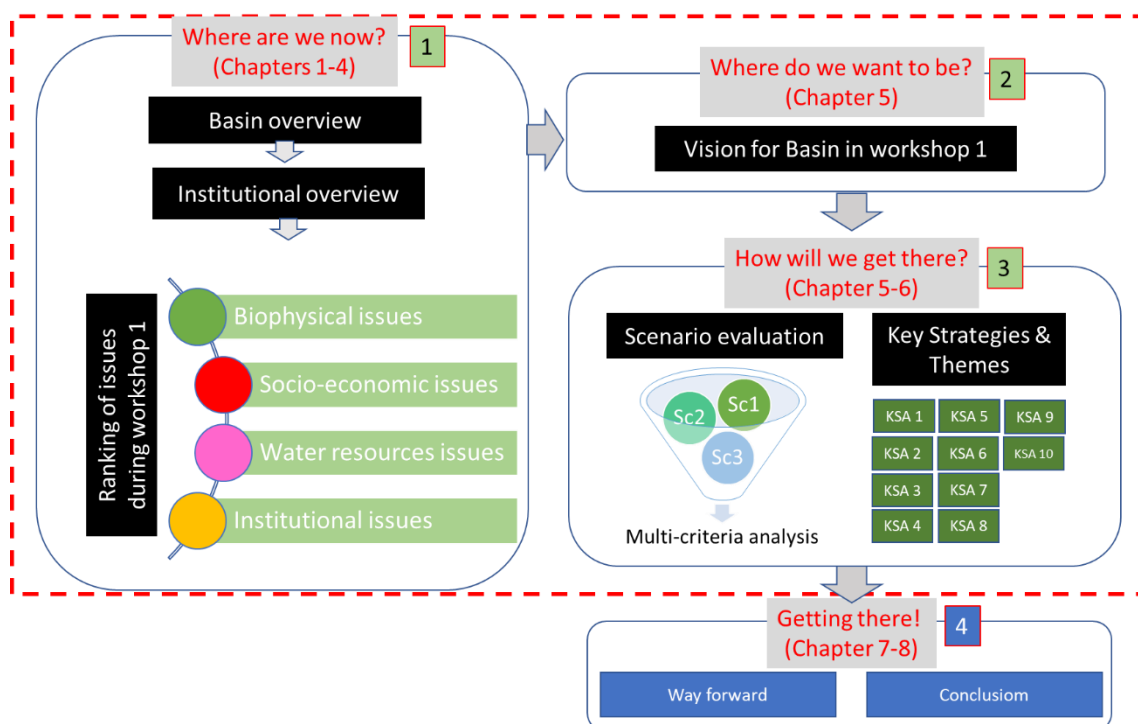 Where are we now?
(Chapters 1-4)
1
Basin overview
Institutional overview
Ranking of issues
during workshop 1
Biophysical issues
Socio-economic issues
Water resources issues
Institutional issues
Where do we want to be?
(Chapter 5)
2
Vision for Basin in workshop 1
How will we get there?
(Chapter 5-6)
3
Scenario evaluation
Sc1
Sc2
Sc3
Multi-criteria analysis
Key Strategies &
Themes
KSA 1
KSA 5
KSA 9
KSA 2
KSA 6
KSA 10
KSA 3
KSA 7
KSA 4
KSA 8
Getting there!
(Chapter 7-8)
4
Way forward
Conclusiom